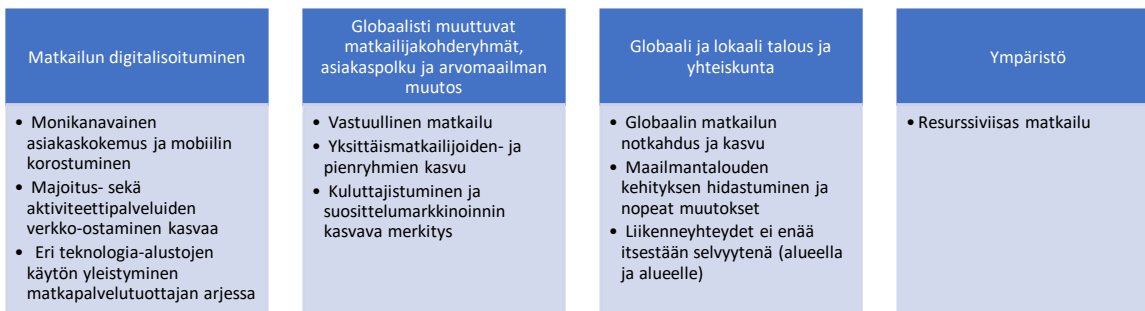 Matkailun digitalisoituminen
• Monikanavainen
asiakaskokemus ja mobiilin
korostuminen
• Majoitus- sekä
aktiviteettipalveluiden
verkko-ostaminen kasvaa
• Eri teknologia-alustojen
käytön yleistyminen
matkapalvelutuottajan arjessa
Globaalisti muuttuvat
matkailijakohderyhmät,
asiakaspolku ja arvomaailman
muutos
• Vastuullinen matkailu
• Yksittäismatkailijoiden- ja
pienryhmien kasvu
• Kuluttajistuminen ja
suosittelumarkkinoinnin
kasvava merkitys
Globaali ja lokaali talous ja
yhteiskunta
• Globaalin matkailun
notkahdus ja kasvu
• Maailmantalouden
kehityksen hidastuminen ja
nopeat muutokset
• Liikenneyhteydet ei enää
itsestään selvyytenä (alueella
ja alueelle)
Ympäristö
• Resurssiviisas matkailu